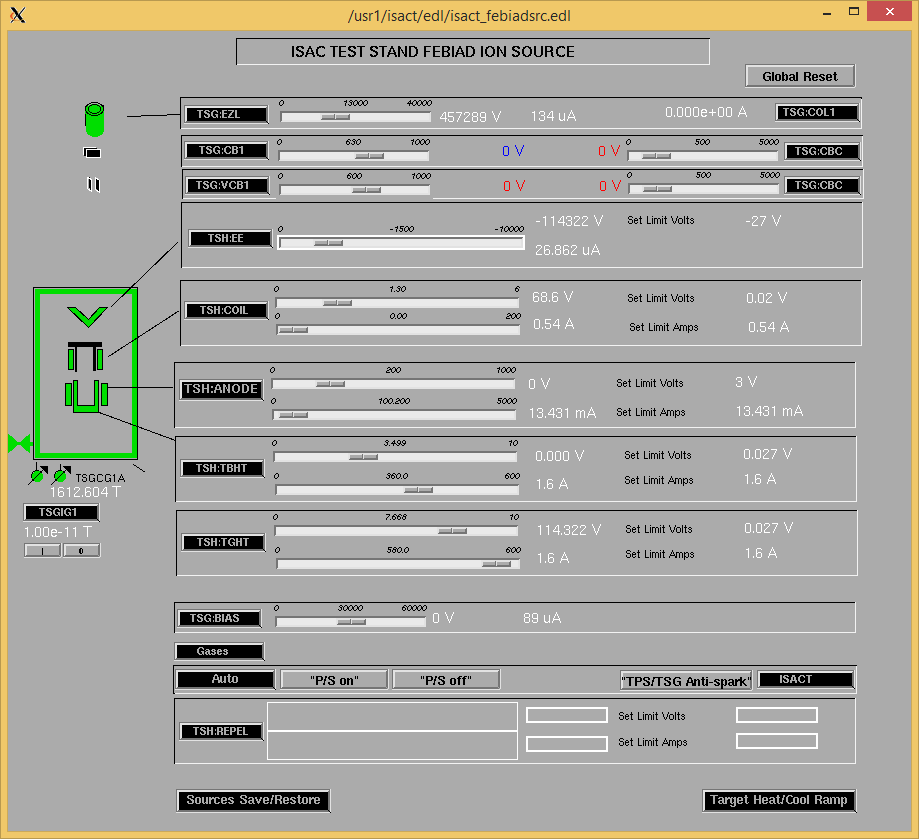 /usr1/isact/edl/isact_febiadsrc.edl
ISAC TEST STAND FEBIAD ION SOURCE
Global Reset
TSG:EZL 0 13000 40000 457289 V 134 uA 0.000e+00 A TSG:COL1
TSG:CB1 0 630 1000 0 V 0 V 0 500 5000 TSG:CBC
TSG:VCB1 0 600 1000 0 V 0 V 0 500 5000 TSG:CBC
TSH:EE 0 -1500 -10000 -114322 V Set Limit Volts -27 V
26.862 uA
TSH:COIL 0 1.30 6 68.6 V Set Limit Volts 0.02 V
0 0.00 200 0.54 A Set Limit Amps 0.54 A
TSH:ANODE 0 200 1000 0 V Set Limit Volts 3 V
0 100.200 5000 13.431 mA Set Limit Amps 13.431 mA
TSH:TBHT 0 3.499 10 0.000 V Set Limit Volts 0.027 V
0 360.0 600 1.6 A Set Limit Amps 1.6 A
TSGCG1A
1612.604 T
TSGIG1
1.00e-11 T
I 0
TSH:TGHT 0 7.668 10 114.322 V Set Limit Volts 0.027 V
0 580.0 600 1.6 A Set Limit Amps 1.6 A
TSG:BIAS 0 30000 60000 0 V 89 uA
Gases
Auto "P/S on" "P/S off" "TPS/TSG Anti-spark" ISACT
TSH:REPEL Set Limit Volts
Set Limit Amps
Sources Save/Restore Target Heat/Cool Ramp